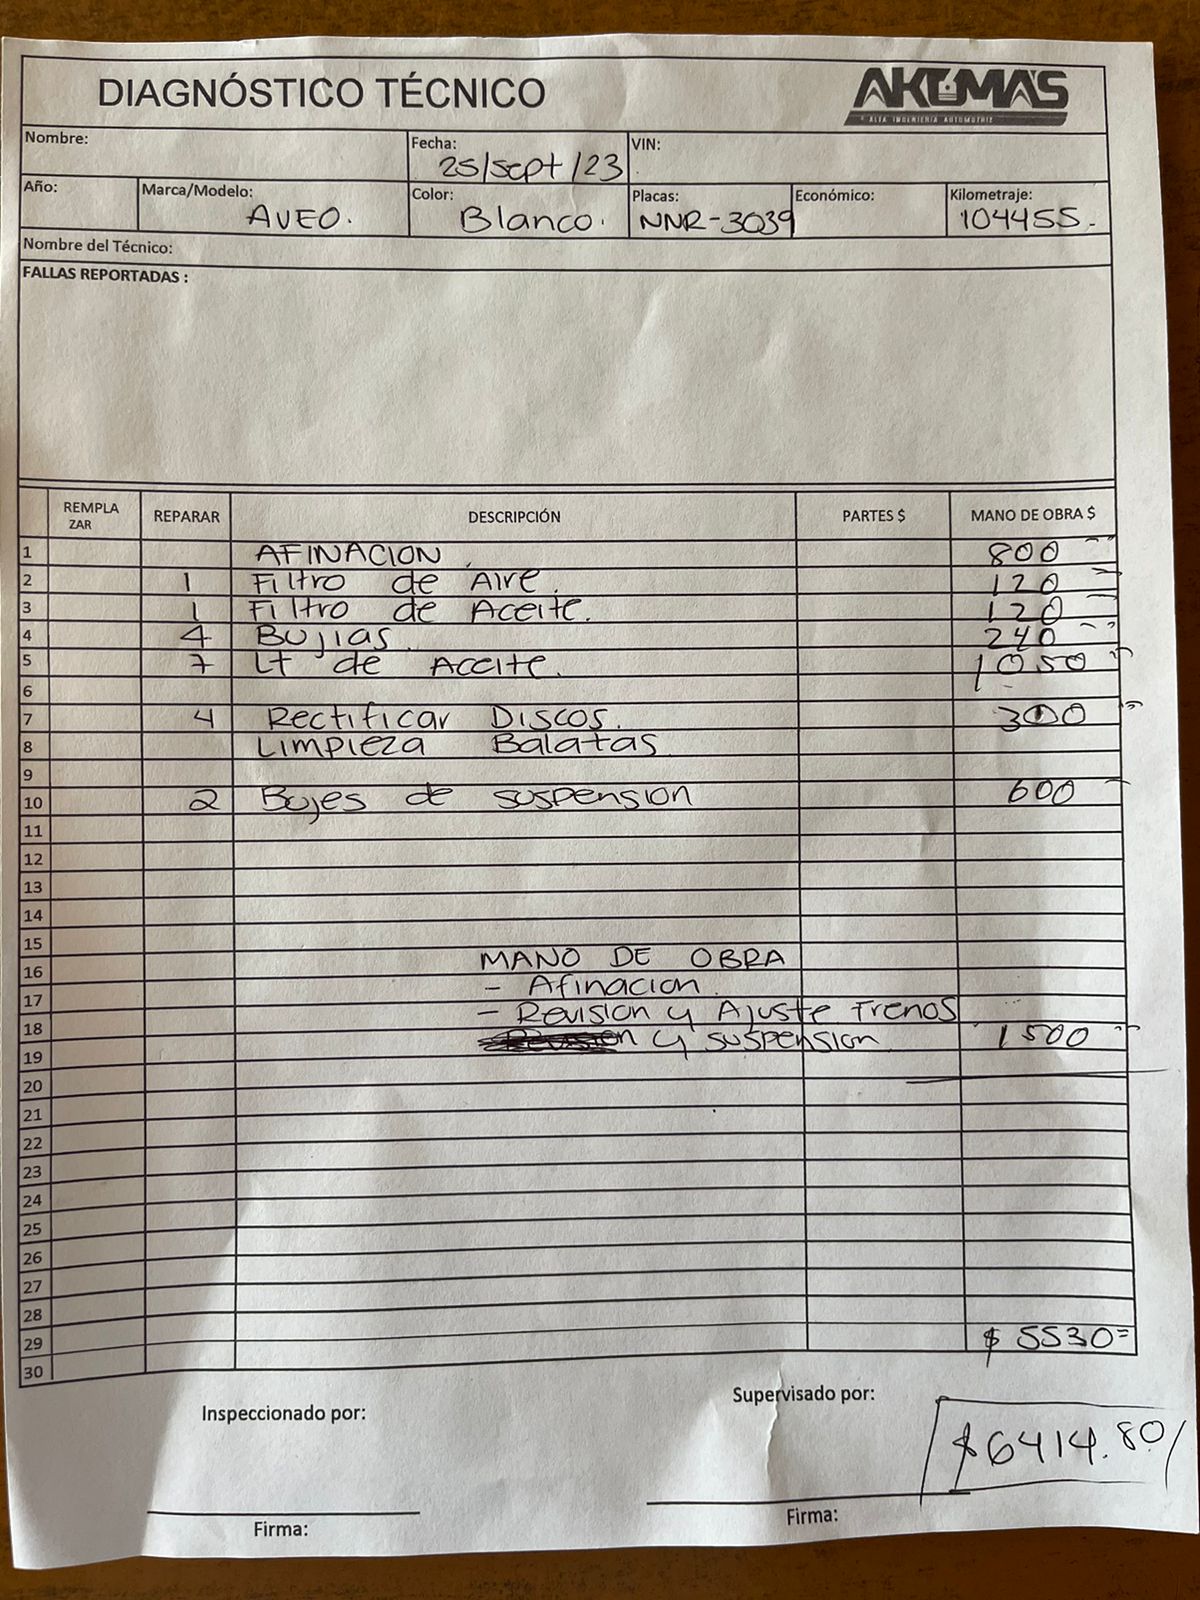 DIAGNÓSTICO TÉCNICO
AKUMA'S
ALTA INGENIERIA AUTOMOTRIZ
Nombre:
Fecha: 25/Sept/23
VIN:
Año:
Marca/Modelo: AVEO.
Color: Blanco.
Placas: NNR-3039
Económico:
Kilometraje: 104455.-
Nombre del Técnico:
FALLAS REPORTADAS :
REMPLA ZAR REPARAR DESCRIPCIÓN PARTES $ MANO DE OBRA $
1 AFINACION. 800
2 1 Filtro de Aire. 120
3 1 Filtro de Aceite. 120
4 4 Bujias. 240
5 7 Lt de Aceite. 1050
6
7 4 Rectificar Discos. 300
8 Limpieza Balatas
9
10 2 Bujes de suspension 600
11
12
13
14
15
16 MANO DE OBRA
17 - Afinacion
18 - Revision y Ajuste Frenos
19 y suspension 1500
20
21
22
23
24
25
26
27
28
29 $ 5530=
30
Inspeccionado por:
Supervisado por:
$6414.80/
Firma:
Firma: